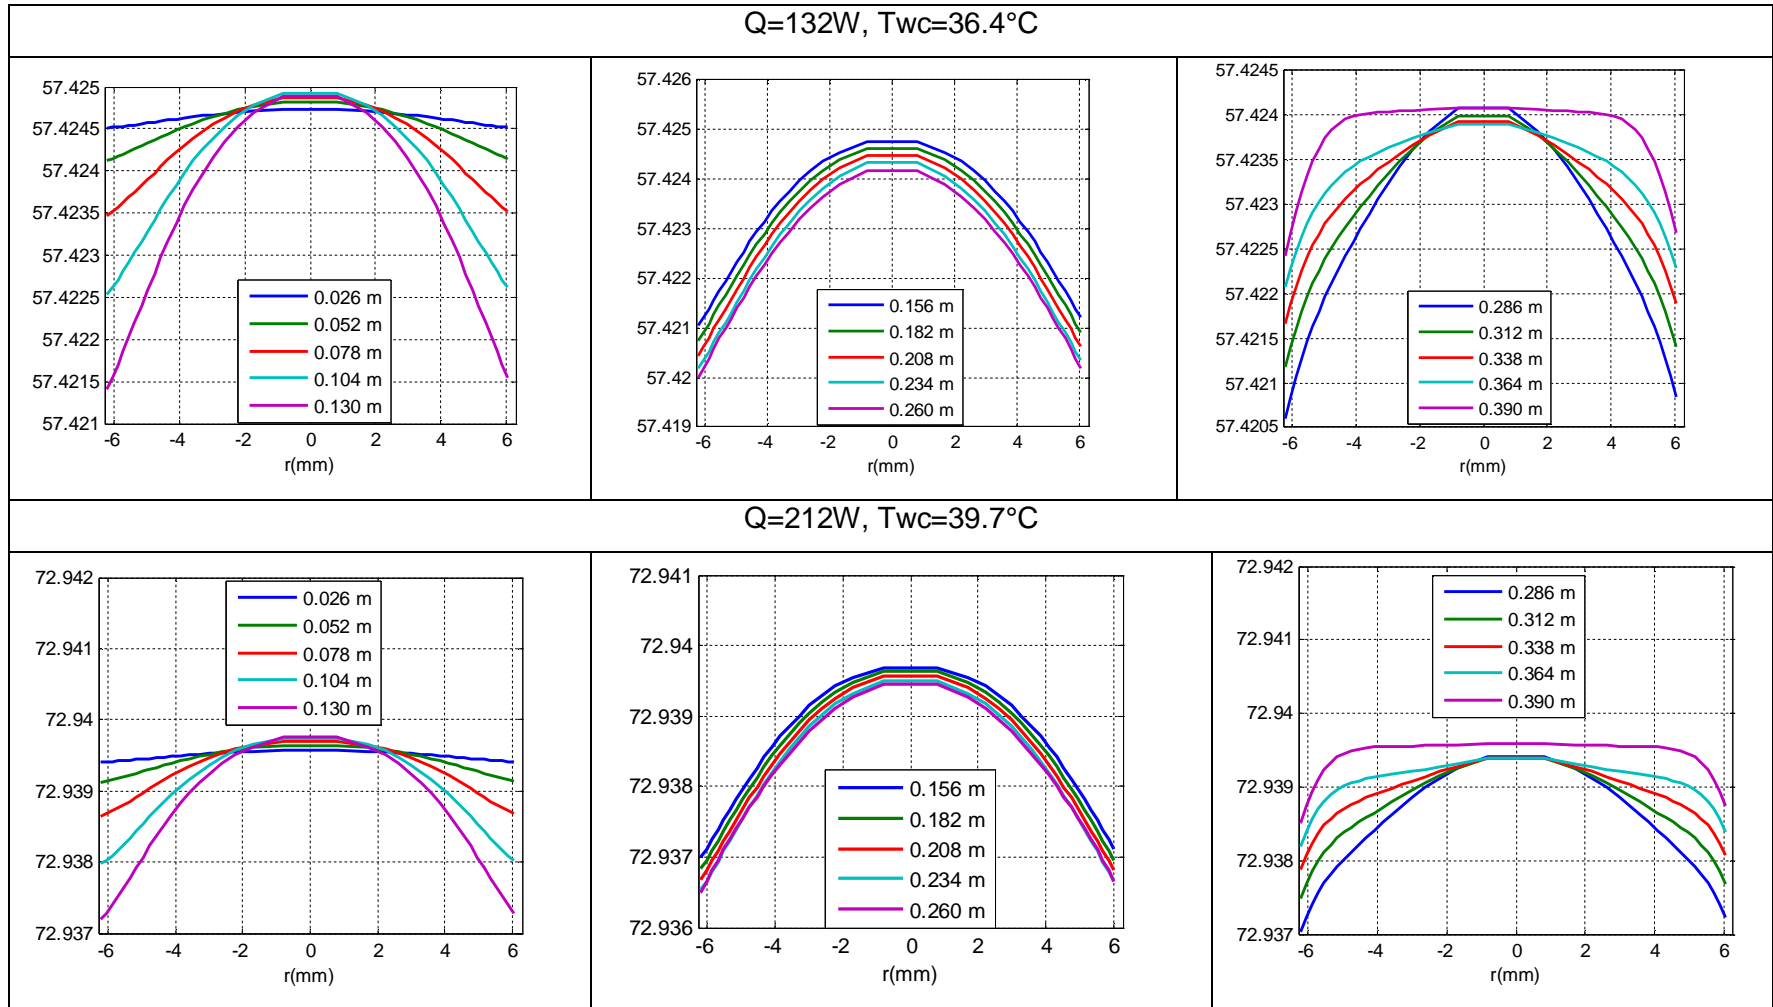 Q=132W, Twc=36.4°C
57.425
57.4245
57.424
57.4235
57.423
57.4225
57.422
57.4215
57.421
0.026 m
0.052 m
0.078 m
0.104 m
0.130 m
-6 -4 -2 0 2 4 6
r(mm)
57.426
57.425
57.424
57.423
57.422
57.421
57.42
57.419
0.156 m
0.182 m
0.208 m
0.234 m
0.260 m
-6 -4 -2 0 2 4 6
r(mm)
57.4245
57.424
57.4235
57.423
57.4225
57.422
57.4215
57.421
57.4205
0.286 m
0.312 m
0.338 m
0.364 m
0.390 m
-6 -4 -2 0 2 4 6
r(mm)
Q=212W, Twc=39.7°C
72.942
72.941
72.94
72.939
72.938
72.937
0.026 m
0.052 m
0.078 m
0.104 m
0.130 m
-6 -4 -2 0 2 4 6
r(mm)
72.941
72.94
72.939
72.938
72.937
72.936
0.156 m
0.182 m
0.208 m
0.234 m
0.260 m
-6 -4 -2 0 2 4 6
r(mm)
72.942
72.941
72.94
72.939
72.938
72.937
0.286 m
0.312 m
0.338 m
0.364 m
0.390 m
-6 -4 -2 0 2 4 6
r(mm)